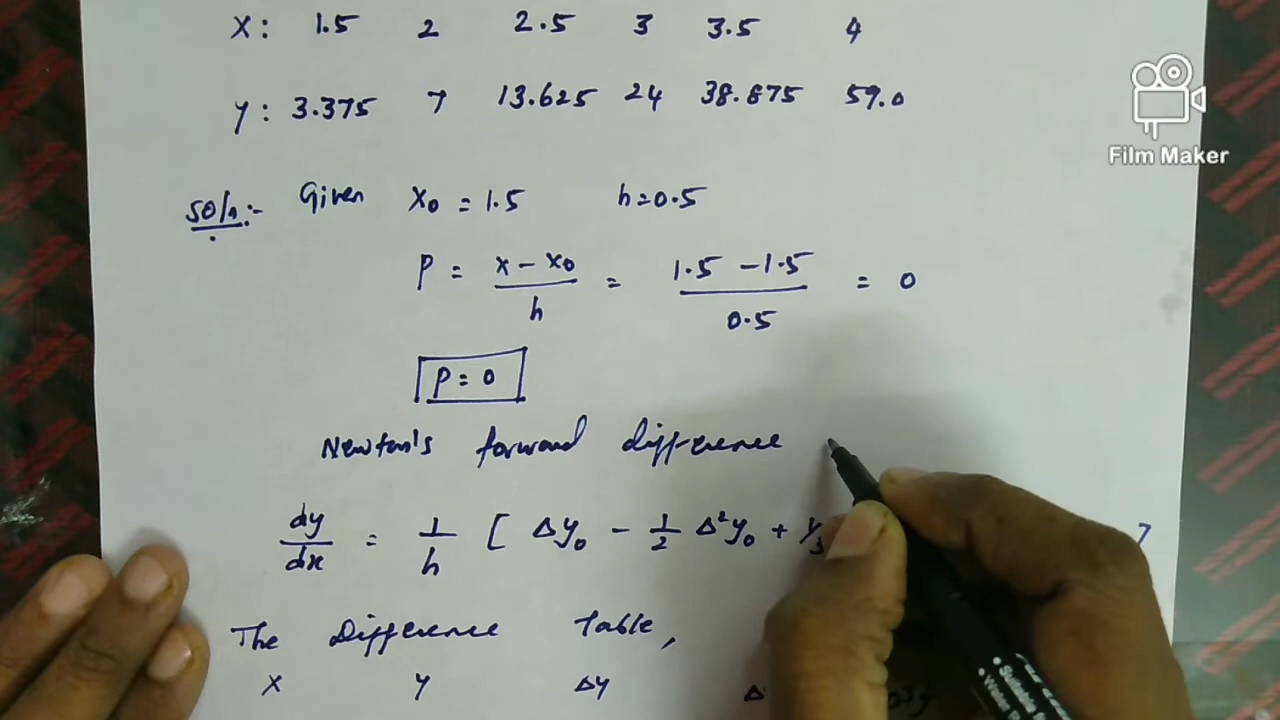 x: 1.5 2 2.5 3 3.5 4
y: 3.375 7 13.625 24 38.875 59.0
Film Maker
Soln:- Given x₀ = 1.5 h=0.5
P = x - x₀ / h = 1.5 - 1.5 / 0.5 = 0
P = 0
Newton's forward difference
dy/dx = 1/h [ Δy₀ - 1/2 Δ²y₀ + 1/3
The Difference Table,
x y Δy